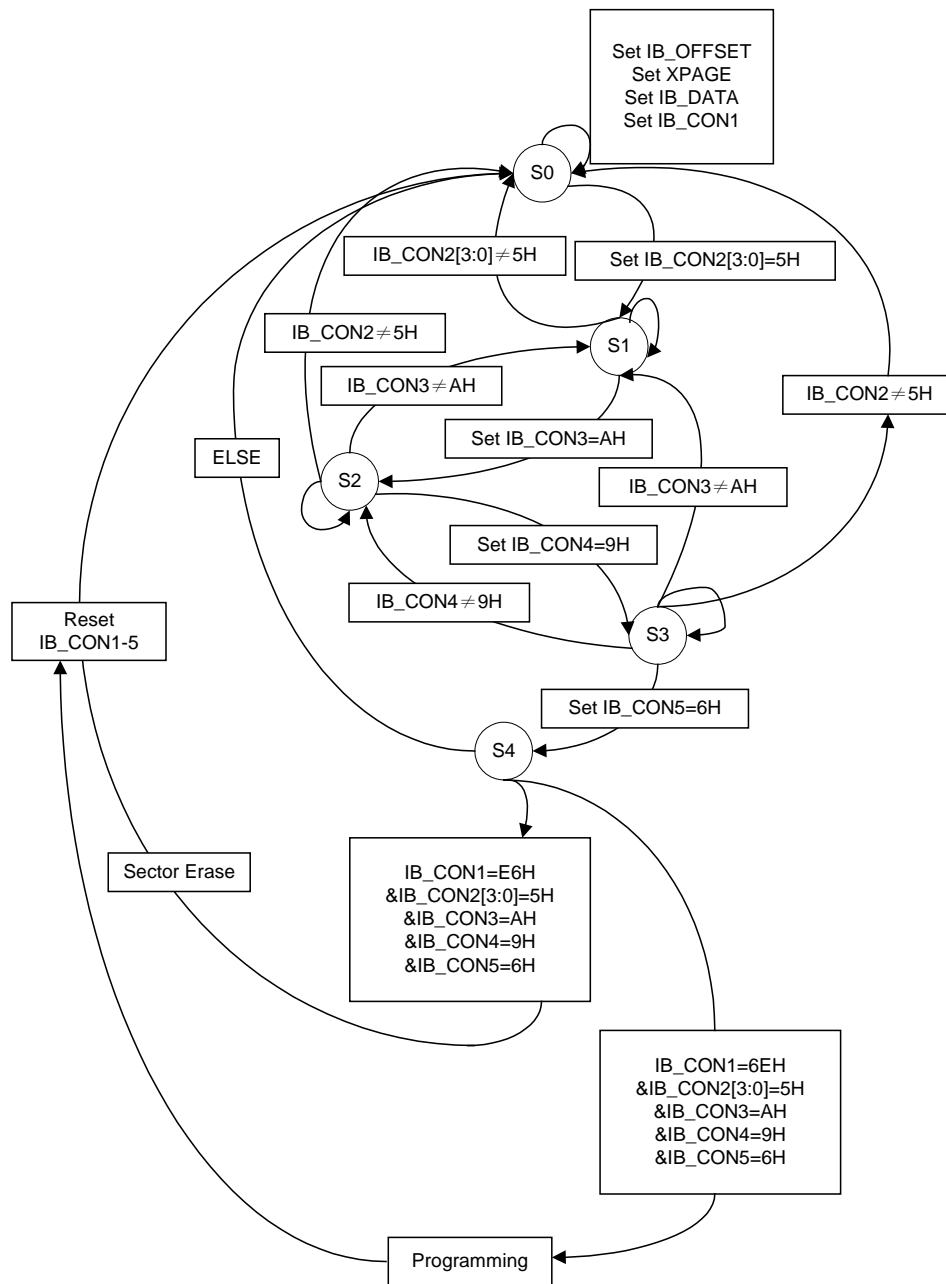 Set IB_OFFSET
Set XPAGE
Set IB_DATA
Set IB_CON1
S0
IB_CON2[3:0]≠5H
Set IB_CON2[3:0]=5H
IB_CON2≠5H
S1
IB_CON3≠AH
IB_CON2≠5H
Set IB_CON3=AH
ELSE
S2
IB_CON3≠AH
Set IB_CON4=9H
IB_CON4≠9H
Reset
IB_CON1-5
S3
Set IB_CON5=6H
S4
Sector Erase
IB_CON1=E6H
&IB_CON2[3:0]=5H
&IB_CON3=AH
&IB_CON4=9H
&IB_CON5=6H
IB_CON1=6EH
&IB_CON2[3:0]=5H
&IB_CON3=AH
&IB_CON4=9H
&IB_CON5=6H
Programming